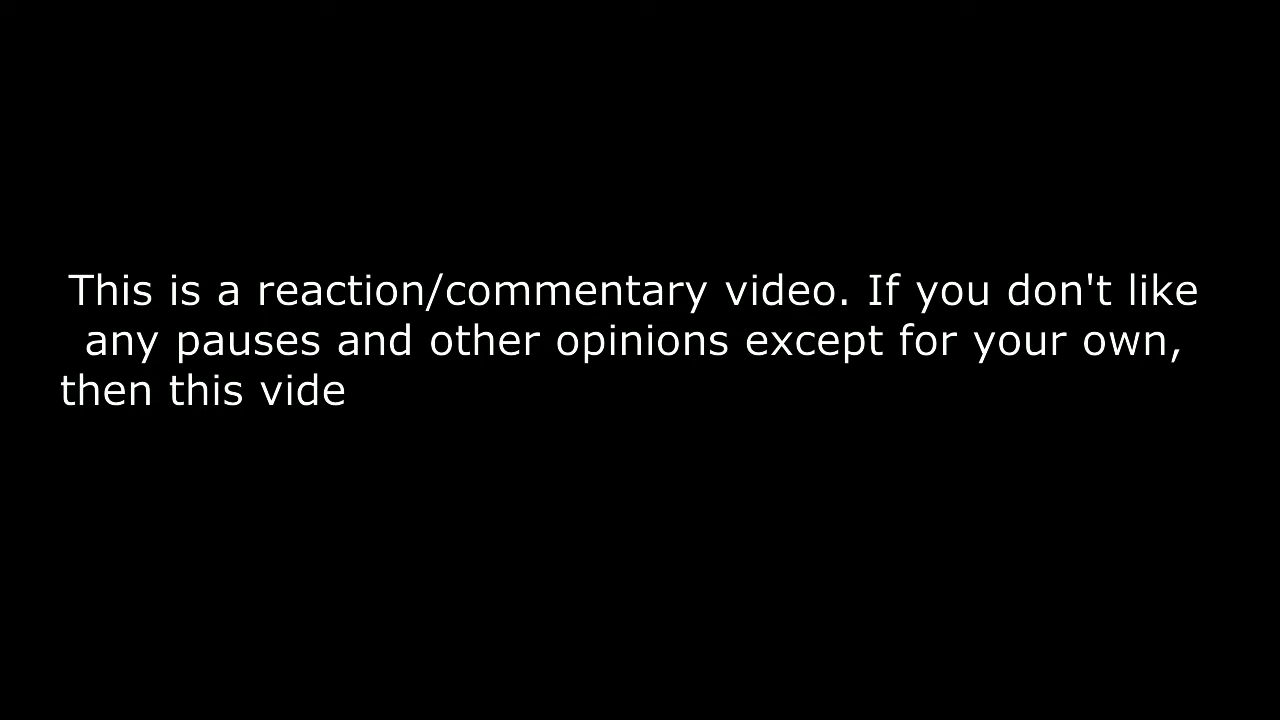 This is a reaction/commentary video. If you don't like
any pauses and other opinions except for your own,
then this vide